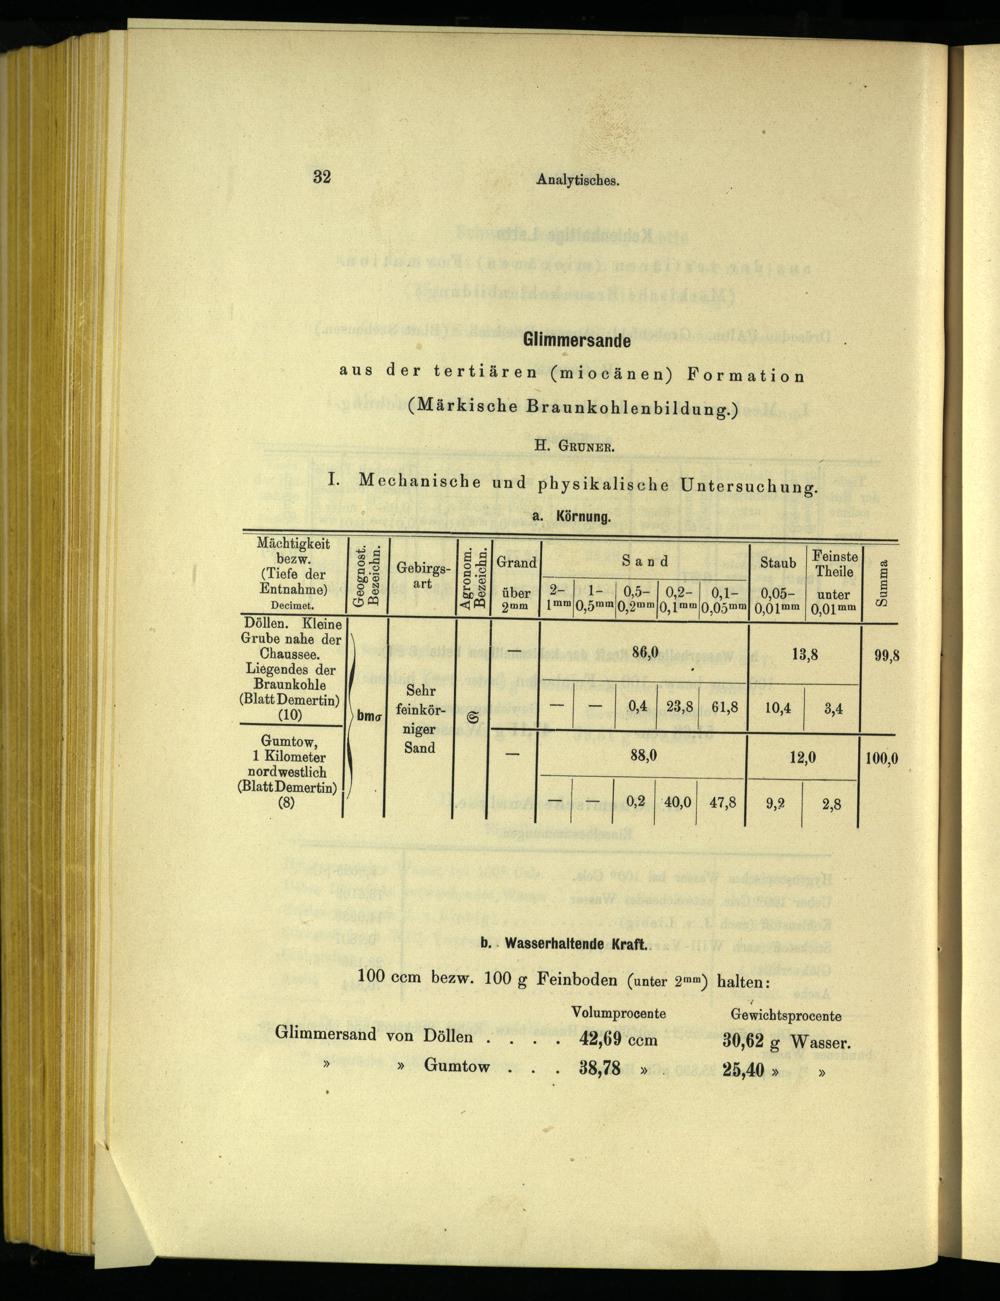 32
Analytisches.
Glimmersande
aus der tertiären (miocänen) Formation
(Märkische Braunkohlenbildung.)
H. GRUNER.
I. Mechanische und physikalische Untersuchung.
a. Körnung.
Mächtigkeit
bezw.
(Tiefe der
Entnahme)
Decimet.
Geognost.
Bezeichn.
Gebirgs-
art
Agronom.
Bezeichn.
Grand
über
2mm
Sand
2-
1mm
1-
0,5mm
0,5-
0,2mm
0,2-
0,1mm
0,1-
0,05mm
Staub
0,05-
0,01mm
Feinste
Theile
unter
0,01mm
Summa
Döllen. Kleine
Grube nahe der
Chaussee.
Liegendes der
Braunkohle
(Blatt Demertin)
(10)
bmσ
Sehr
feinkör-
niger
Sand
— 86,0 13,8 99,8
— — 0,4 23,8 61,8 10,4 3,4
Gumtow,
1 Kilometer
nordwestlich
(Blatt Demertin)
(8)
— 88,0 12,0 100,0
— — 0,2 40,0 47,8 9,2 2,8
b. Wasserhaltende Kraft.
100 ccm bezw. 100 g Feinboden (unter 2mm) halten:
Volumprocente Gewichtsprocente
Glimmersand von Döllen . . . . 42,69 ccm 30,62 g Wasser.
» » Gumtow . . . 38,78 » 25,40 » »